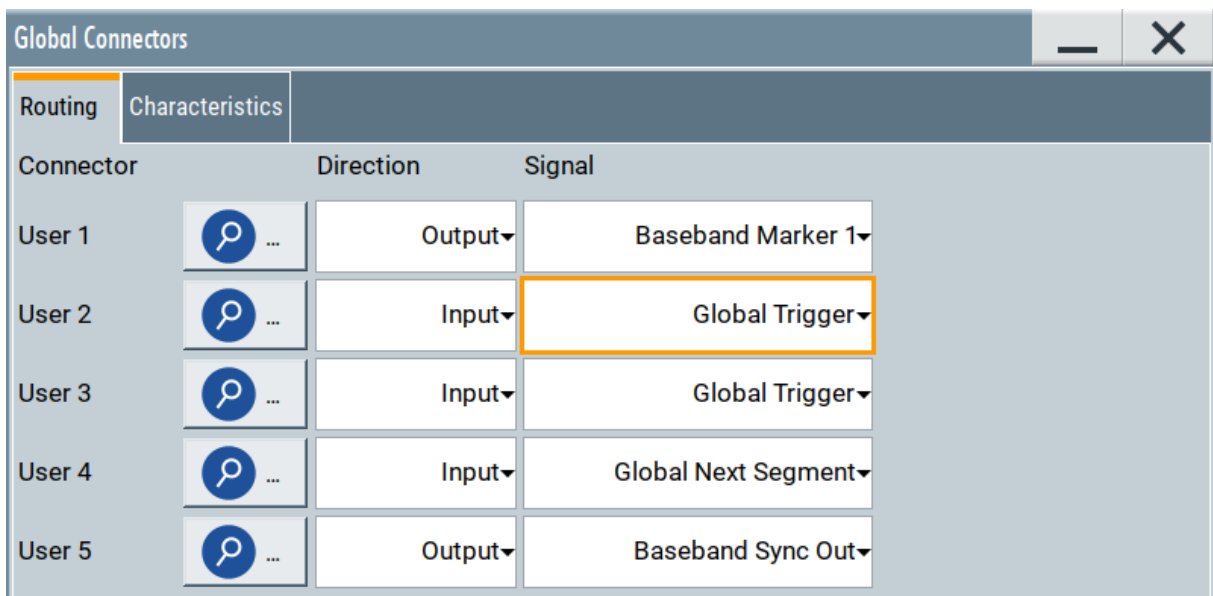 Global Connectors
Routing Characteristics
Connector Direction Signal
User 1 ... Output Baseband Marker 1
User 2 ... Input Global Trigger
User 3 ... Input Global Trigger
User 4 ... Input Global Next Segment
User 5 ... Output Baseband Sync Out